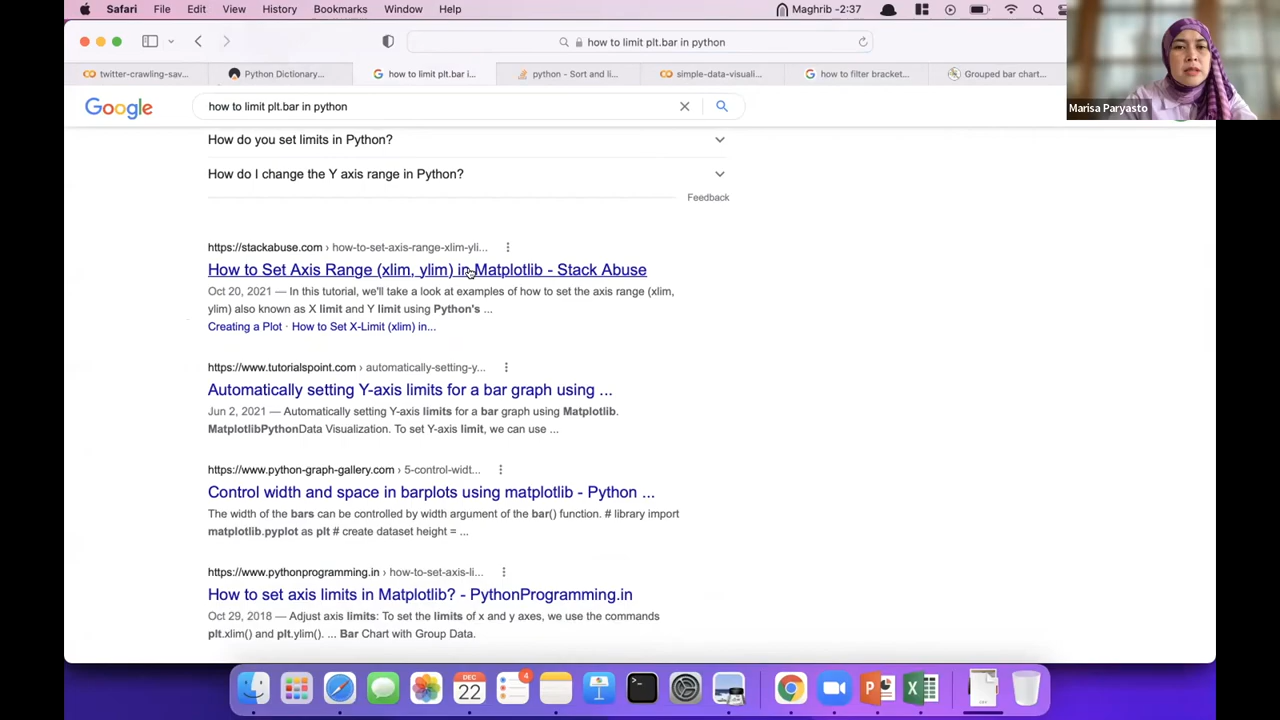 Safari File Edit View History Bookmarks Window Help Maghrib -2:37
how to limit plt.bar in python
twitter-crawling-sav... Python Dictionary... how to limit plt.bar i... python - Sort and li... simple-data-visuali... how to filter bracket... Grouped bar chart...
Marisa Paryasto
Google how to limit plt.bar in python
How do you set limits in Python?
How do I change the Y axis range in Python?
Feedback
https://stackabuse.com › how-to-set-axis-range-xlim-yli...
How to Set Axis Range (xlim, ylim) in Matplotlib - Stack Abuse
Oct 20, 2021 — In this tutorial, we'll take a look at examples of how to set the axis range (xlim,
ylim) also known as X limit and Y limit using Python's ...
Creating a Plot · How to Set X-Limit (xlim) in...
https://www.tutorialspoint.com › automatically-setting-y...
Automatically setting Y-axis limits for a bar graph using ...
Jun 2, 2021 — Automatically setting Y-axis limits for a bar graph using Matplotlib.
MatplotlibPythonData Visualization. To set Y-axis limit, we can use ...
https://www.python-graph-gallery.com › 5-control-widt...
Control width and space in barplots using matplotlib - Python ...
The width of the bars can be controlled by width argument of the bar() function. # library import
matplotlib.pyplot as plt # create dataset height = ...
https://www.pythonprogramming.in › how-to-set-axis-li...
How to set axis limits in Matplotlib? - PythonProgramming.in
Oct 29, 2018 — Adjust axis limits: To set the limits of x and y axes, we use the commands
plt.xlim() and plt.ylim(). ... Bar Chart with Group Data.
DEC
22
4